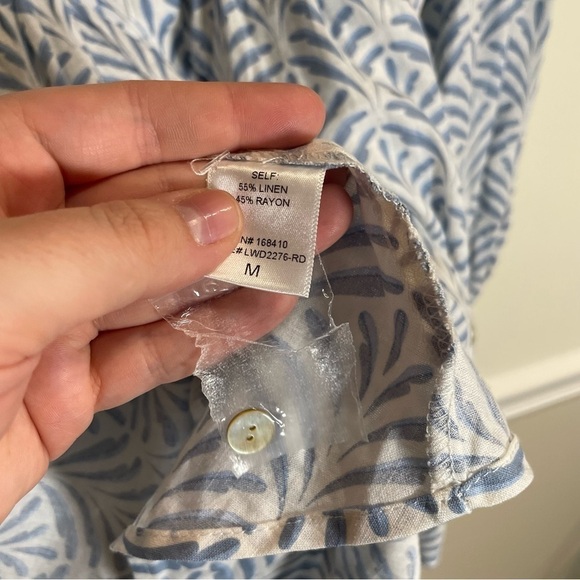 SELF:
55% LINEN
45% RAYON
N# 168410
E# LWD2276-RD
M